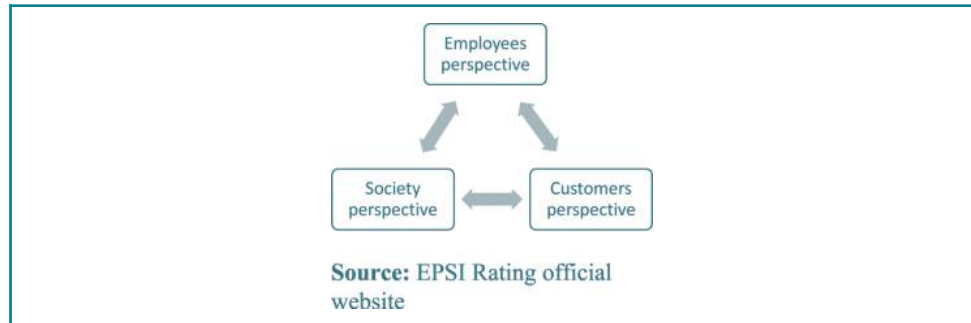 Employees
perspective
Society
perspective
Customers
perspective
Source: EPSI Rating official
website